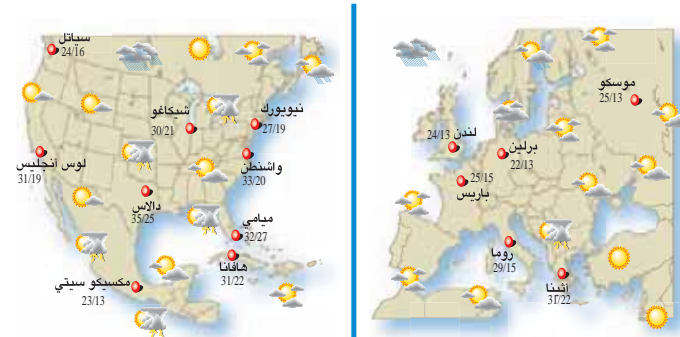 موسكو
25/13
لندن 24/13
برلين
22/13
25/15
باريس
روما
29/15
أثينا
31/22
سياتل
24/16
شيكاغو
30/21
نيويورك
27/19
لوس أنجليس
31/19
واشنطن
33/20
دالاس
35/25
ميامي
32/27
هافانا
31/22
مكسيكو سيتي
23/13